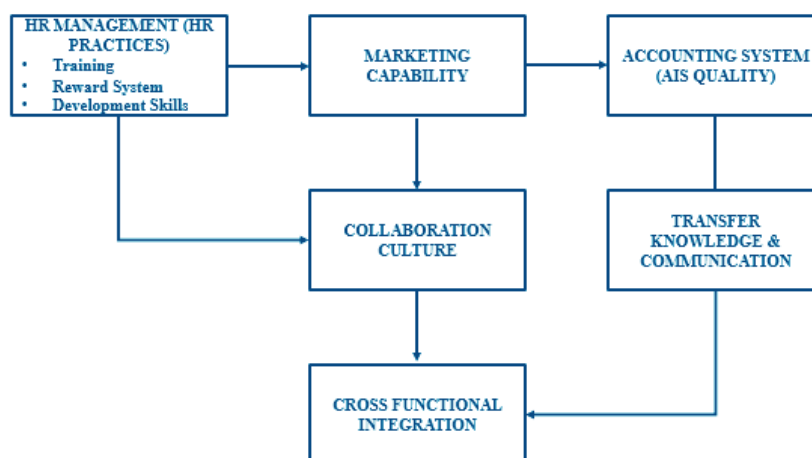 HR MANAGEMENT (HR
PRACTICES)
• Training
• Reward System
• Development Skills
MARKETING
CAPABILITY
ACCOUNTING SYSTEM
(AIS QUALITY)
COLLABORATION
CULTURE
TRANSFER
KNOWLEDGE &
COMMUNICATION
CROSS FUNCTIONAL
INTEGRATION